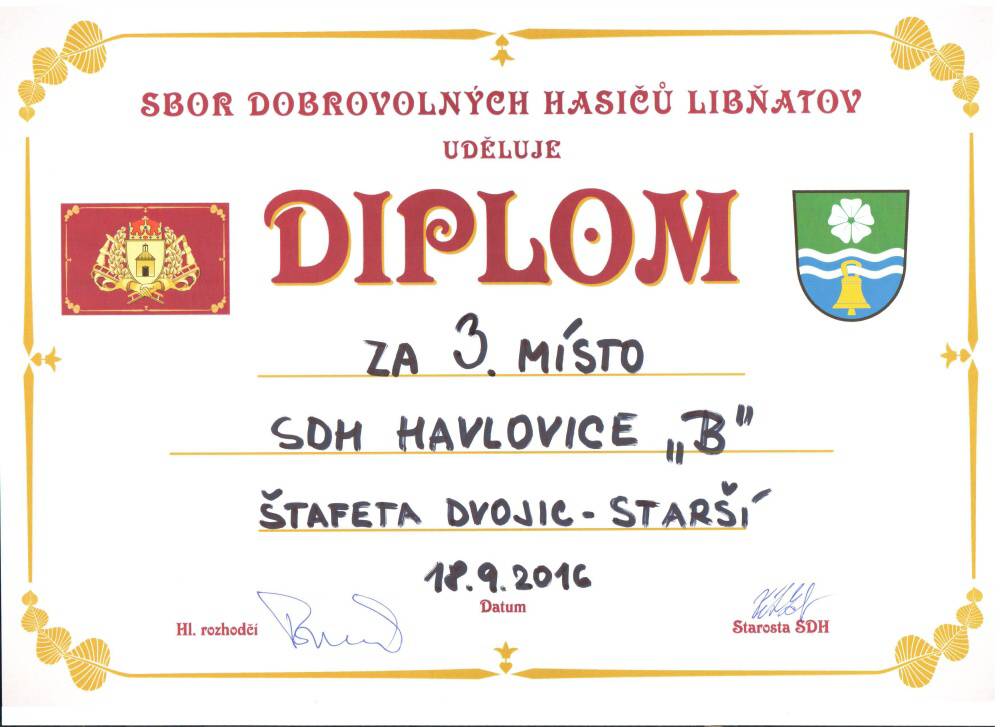 SBOR DOBROVOLNÝCH HASIČŮ LIBŇATOV
UDĚLUJE
DIPLOM
ZA 3. MÍSTO
SDH HAVLOVICE „B"
ŠTAFETA DVOJIC - STARŠÍ
18.9.2016
Datum
Hl. rozhodčí
Starosta SDH